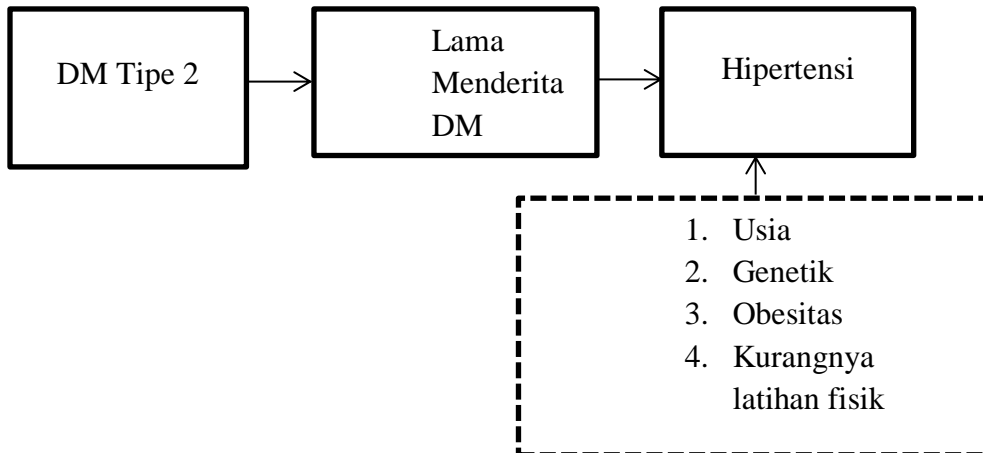 DM Tipe 2
Lama
Menderita
DM
Hipertensi
1. Usia
2. Genetik
3. Obesitas
4. Kurangnya
latihan fisik